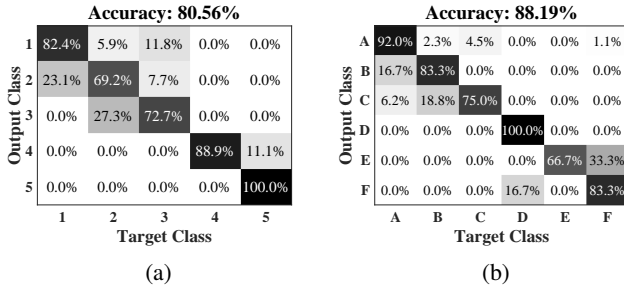 Accuracy: 80.56%
Output Class
1 82.4% 5.9% 11.8% 0.0% 0.0%
2 23.1% 69.2% 7.7% 0.0% 0.0%
3 0.0% 27.3% 72.7% 0.0% 0.0%
4 0.0% 0.0% 0.0% 88.9% 11.1%
5 0.0% 0.0% 0.0% 0.0% 100.0%
1 2 3 4 5
Target Class
(a)
Accuracy: 88.19%
Output Class
A 92.0% 2.3% 4.5% 0.0% 0.0% 1.1%
B 16.7% 83.3% 0.0% 0.0% 0.0% 0.0%
C 6.2% 18.8% 75.0% 0.0% 0.0% 0.0%
D 0.0% 0.0% 0.0% 100.0% 0.0% 0.0%
E 0.0% 0.0% 0.0% 0.0% 66.7% 33.3%
F 0.0% 0.0% 0.0% 16.7% 0.0% 83.3%
A B C D E F
Target Class
(b)